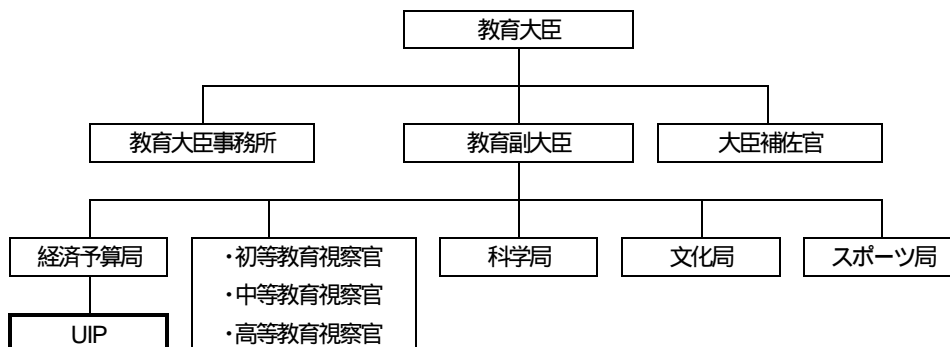 教育大臣
教育大臣事務所
教育副大臣
大臣補佐官
経済予算局
・初等教育視察官
・中等教育視察官
・高等教育視察官
科学局
文化局
スポーツ局
UIP